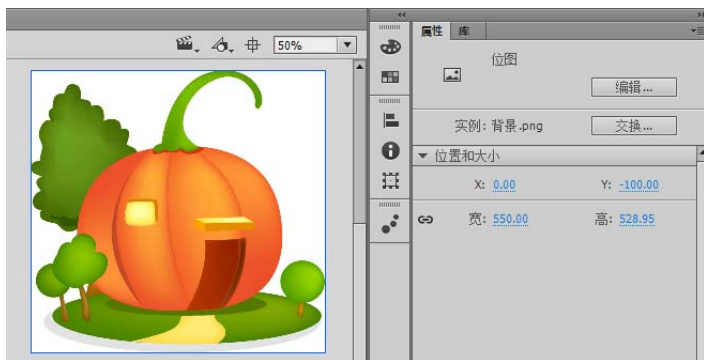 50%
属性 库
位图
编辑...
实例: 背景.png 交换...
位置和大小
X: 0.00 Y: -100.00
宽: 550.00 高: 528.95